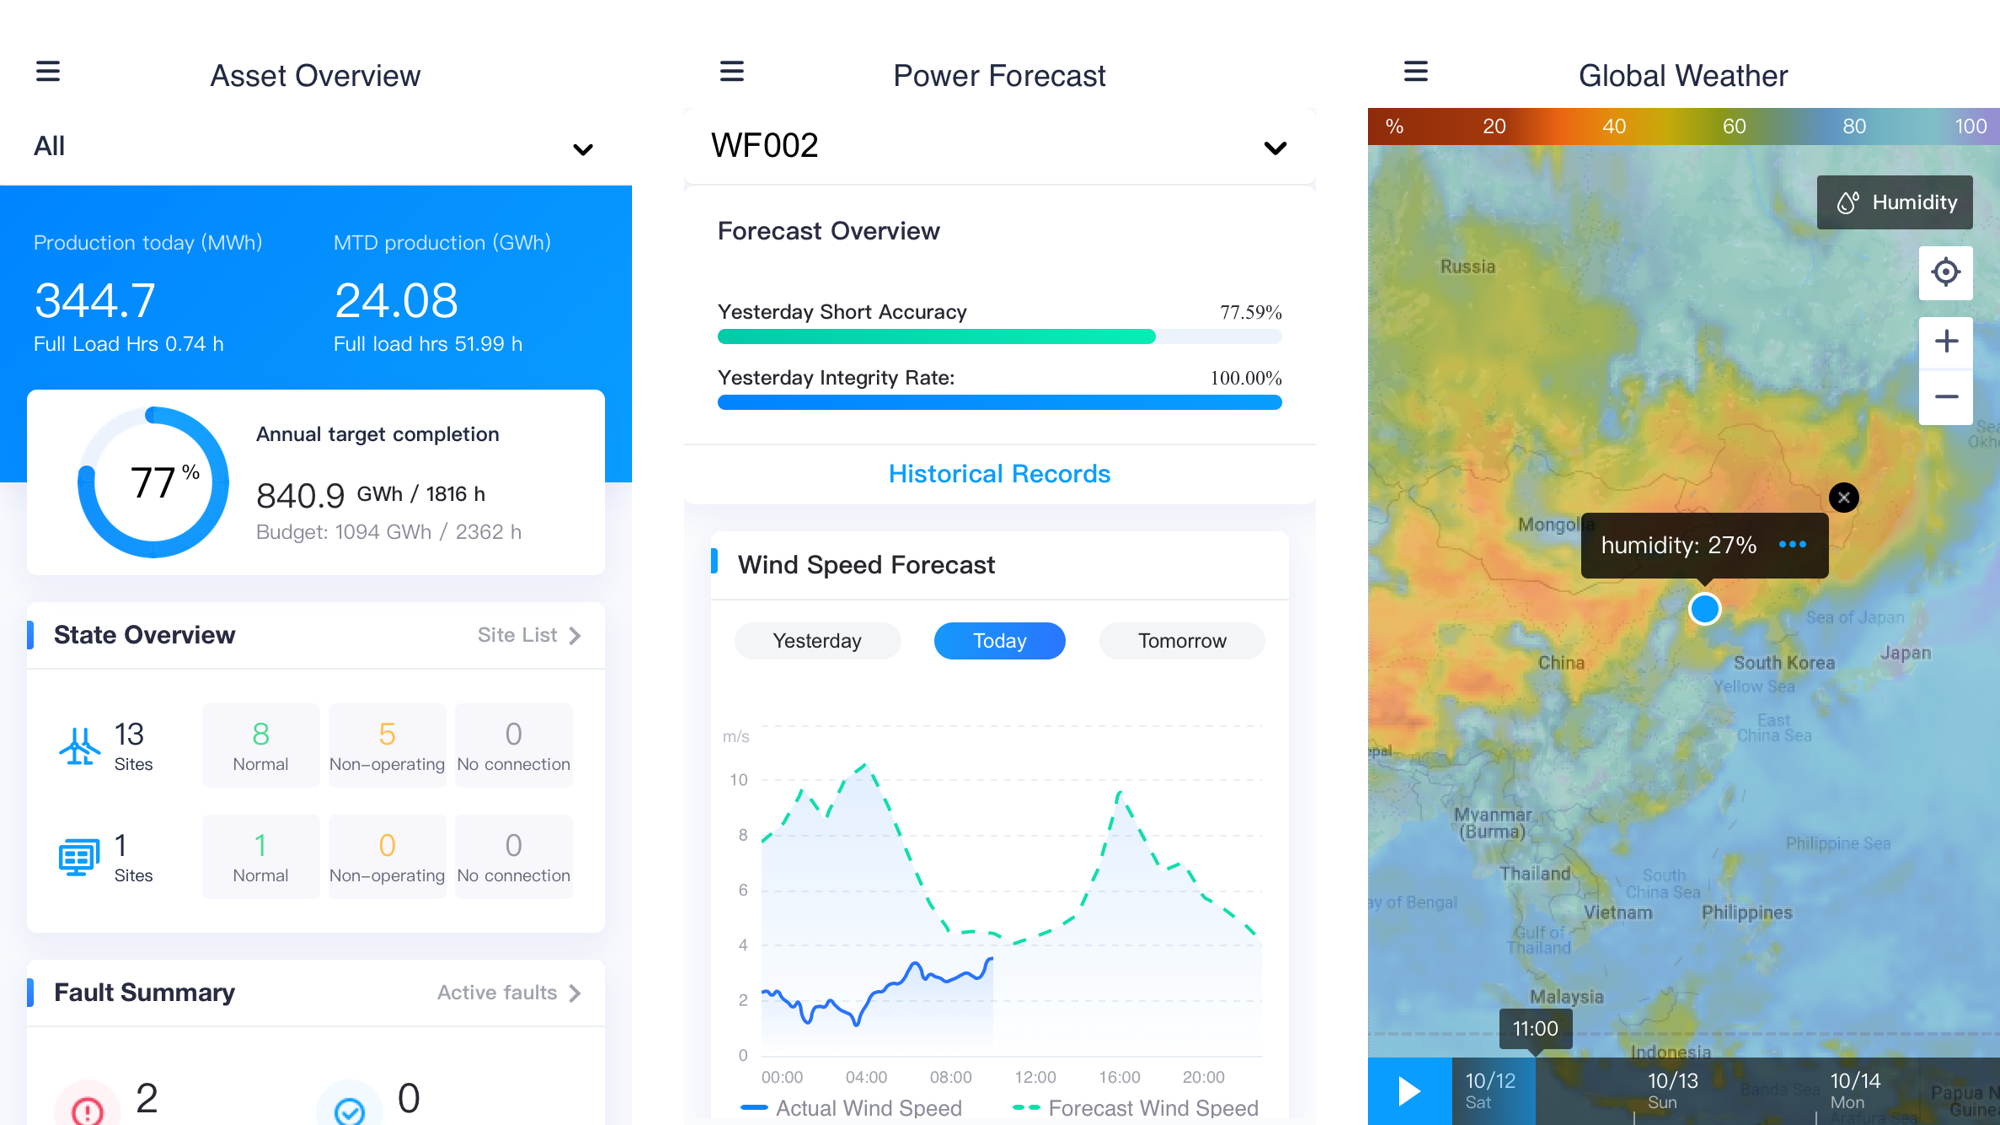 Asset Overview
All
Production today (MWh)
MTD production (GWh)
344.7
24.08
Full Load Hrs 0.74 h
Full load hrs 51.99 h
77 %
Annual target completion
840.9 GWh / 1816 h
Budget: 1094 GWh / 2362 h
State Overview
Site List
13
Sites
8
Normal
5
Non-operating
0
No connection
1
Sites
1
Normal
0
Non-operating
0
No connection
Fault Summary
Active faults
2
0
Power Forecast
WF002
Forecast Overview
Yesterday Short Accuracy
77.59%
Yesterday Integrity Rate:
100.00%
Historical Records
Wind Speed Forecast
Yesterday
Today
Tomorrow
m/s
10
8
6
4
2
0
00:00
04:00
08:00
12:00
16:00
20:00
Actual Wind Speed
Forecast Wind Speed
Global Weather
% 20 40 60 80 100
Humidity
Russia
Sea
Okh
Mongolia
humidity: 27%
Sea of Japan
China
South Korea
Japan
Yellow Sea
East
China Sea
epal
Myanmar
(Burma)
Philippine Sea
Thailand
South
China Sea
ay of Bengal
Vietnam
Philippines
Gulf of
Thailand
Malaysia
11:00
Indonesia
10/12
Sat
10/13
Sun
10/14
Mon
Banda Sea
Papua N
Guine
Arafura Sea